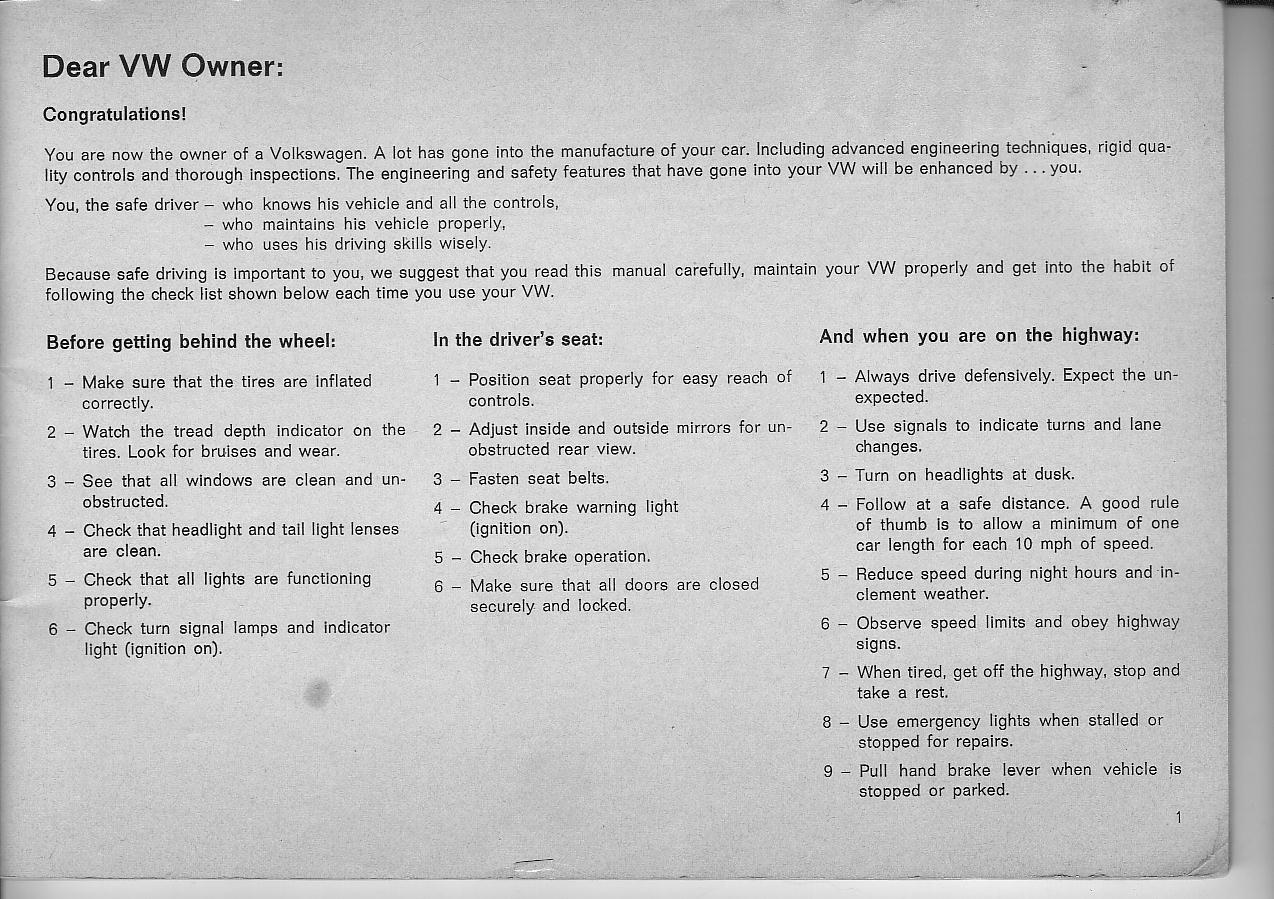 Dear VW Owner:
Congratulations!
You are now the owner of a Volkswagen. A lot has gone into the manufacture of your car. Including advanced engineering techniques, rigid qua-
lity controls and thorough inspections. The engineering and safety features that have gone into your VW will be enhanced by ... you.
You, the safe driver – who knows his vehicle and all the controls,
– who maintains his vehicle properly,
– who uses his driving skills wisely.
Because safe driving is important to you, we suggest that you read this manual carefully, maintain your VW properly and get into the habit of
following the check list shown below each time you use your VW.
Before getting behind the wheel:
1 – Make sure that the tires are inflated
correctly.
2 – Watch the tread depth indicator on the
tires. Look for bruises and wear.
3 – See that all windows are clean and un-
obstructed.
4 – Check that headlight and tail light lenses
are clean.
5 – Check that all lights are functioning
properly.
6 – Check turn signal lamps and indicator
light (ignition on).
In the driver's seat:
1 – Position seat properly for easy reach of
controls.
2 – Adjust inside and outside mirrors for un-
obstructed rear view.
3 – Fasten seat belts.
4 – Check brake warning light
(ignition on).
5 – Check brake operation.
6 – Make sure that all doors are closed
securely and locked.
And when you are on the highway:
1 – Always drive defensively. Expect the un-
expected.
2 – Use signals to indicate turns and lane
changes.
3 – Turn on headlights at dusk.
4 – Follow at a safe distance. A good rule
of thumb is to allow a minimum of one
car length for each 10 mph of speed.
5 – Reduce speed during night hours and in-
clement weather.
6 – Observe speed limits and obey highway
signs.
7 – When tired, get off the highway, stop and
take a rest.
8 – Use emergency lights when stalled or
stopped for repairs.
9 – Pull hand brake lever when vehicle is
stopped or parked.
1